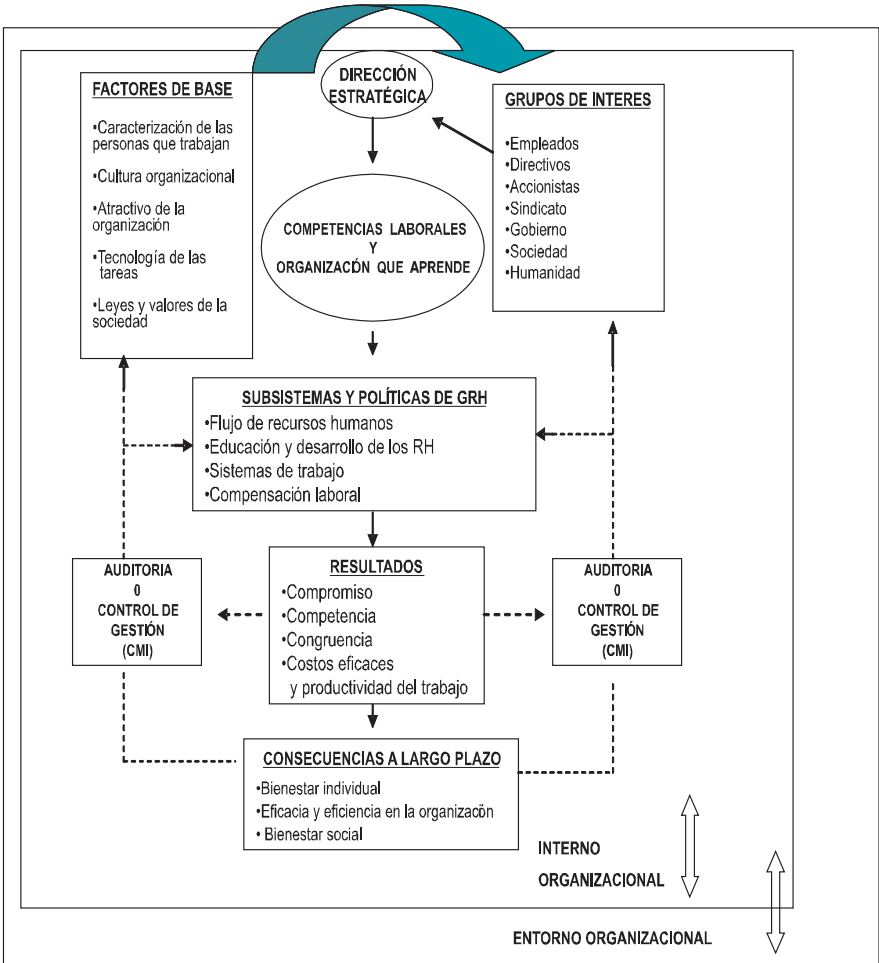 FACTORES DE BASE
•Caracterización de las
personas que trabajan
•Cultura organizacional
•Atractivo de la
organización
•Tecnología de las
tareas
•Leyes y valores de la
sociedad
DIRECCIÓN
ESTRATÉGICA
GRUPOS DE INTERES
•Empleados
•Directivos
•Accionistas
•Sindicato
•Gobierno
•Sociedad
•Humanidad
COMPETENCIAS LABORALES
Y
ORGANIZACÓN QUE APRENDE
SUBSISTEMAS Y POLÍTICAS DE GRH
•Flujo de recursos humanos
•Educación y desarrollo de los RH
•Sistemas de trabajo
•Compensación laboral
AUDITORIA
0
CONTROL DE
GESTIÓN
(CMI)
RESULTADOS
•Compromiso
•Competencia
•Congruencia
•Costos eficaces
y productividad del trabajo
AUDITORIA
0
CONTROL DE
GESTIÓN
(CMI)
CONSECUENCIAS A LARGO PLAZO
•Bienestar individual
•Eficacia y eficiencia en la organización
• Bienestar social
INTERNO
ORGANIZACIONAL
ENTORNO ORGANIZACIONAL